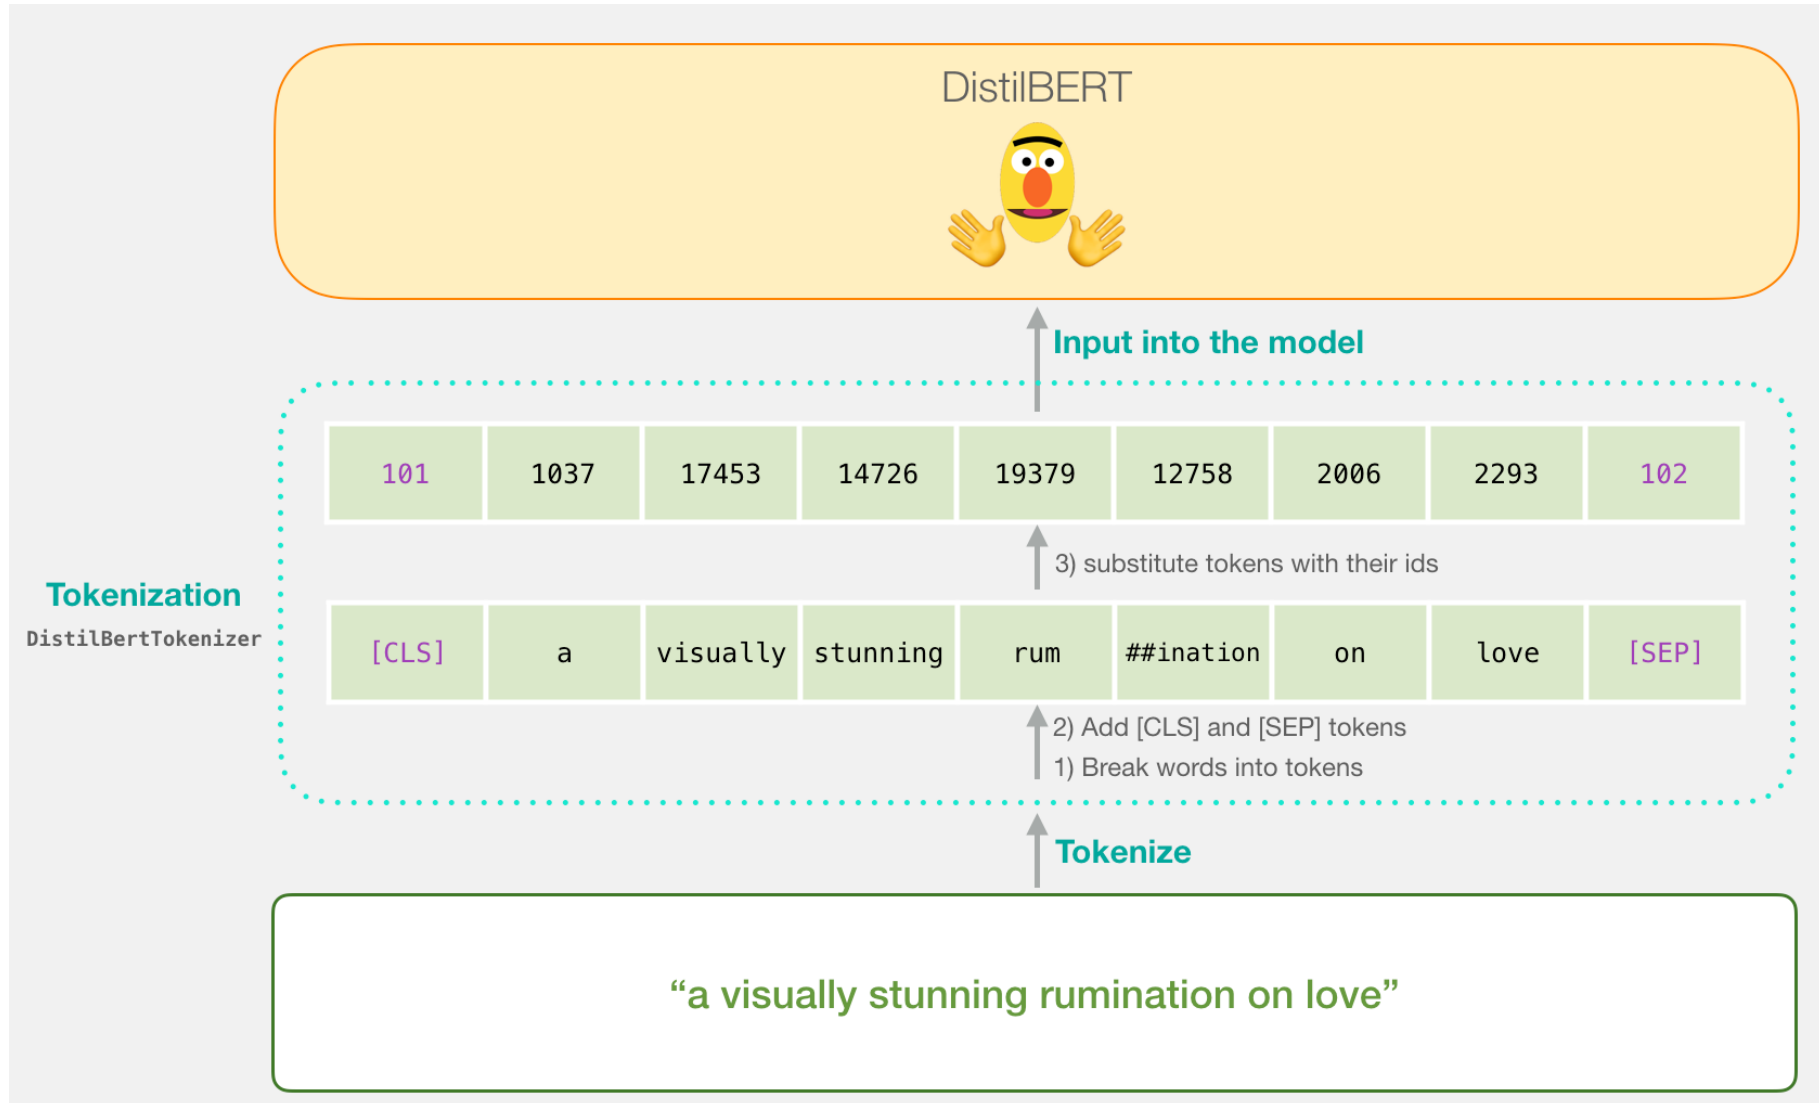 DistilBERT
Input into the model
101 1037 17453 14726 19379 12758 2006 2293 102
3) substitute tokens with their ids
Tokenization
DistilBertTokenizer
[CLS] a visually stunning rum ##ination on love [SEP]
2) Add [CLS] and [SEP] tokens
1) Break words into tokens
Tokenize
“a visually stunning rumination on love”